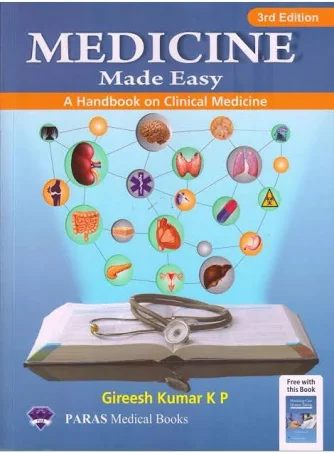 3rd Edition
MEDICINE
Made Easy
A Handbook on Clinical Medicine
Gireesh Kumar K P
PARAS Medical Books
Free with
this Book